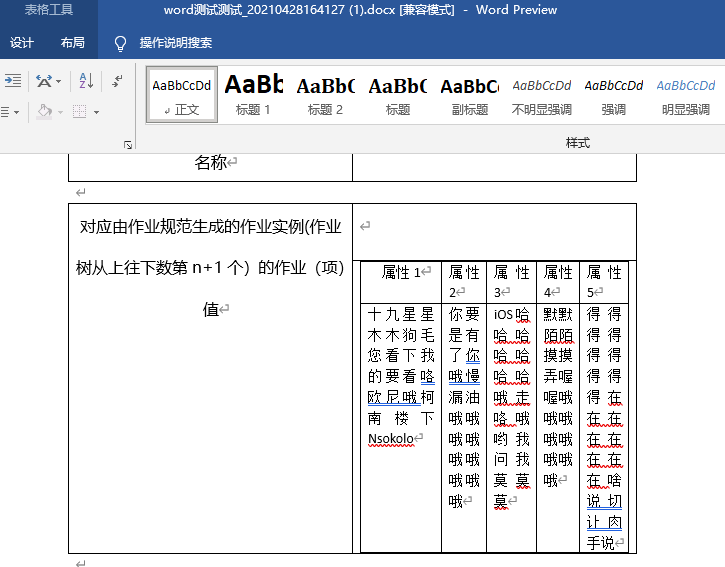 表格工具
word测试测试_20210428164127 (1).docx [兼容模式] - Word Preview
设计 布局 操作说明搜索
AaBbCcDd AaBb AaBbC AaBbC AaBbCc AaBbCcDd AaBbCcDd AaBbCcDd
正文 标题 1 标题 2 标题 副标题 不明显强调 强调 明显强调
样式
名称
对应由作业规范生成的作业实例(作业
树从上往下数第 n+1 个）的作业（项）
值
属性 1
属性
2
属性
3
属性
4
属性
5
十九星星
木木狗毛
您看下我
的要看咯
欧尼哦柯
南楼下
Nsokolo
你要
是有
了你
哦慢
漏油
哦哦
哦哦
哦哦
哦哦
哦
iOS哈
哈哈
哈哈
哈哈
哦走
咯哦
哟我
问我
莫莫
莫
默默
陌陌
摸摸
弄喔
喔哦
哦哦
哦哦
哦哦
哦
得得
得得
得得
得得
得在
在在
在在
在在
在啥
说切
让肉
手说